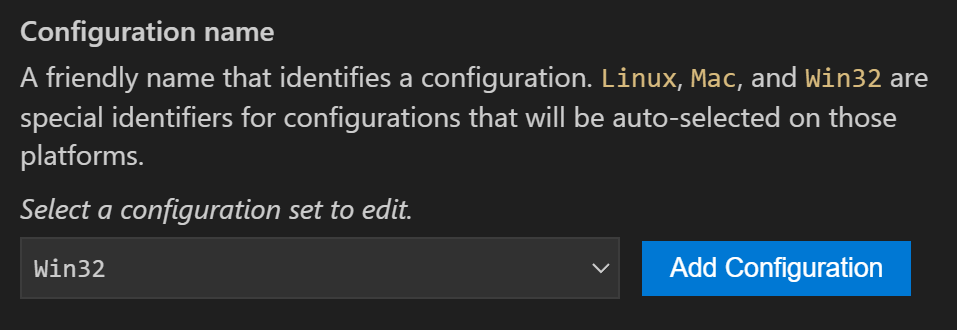 Configuration name
A friendly name that identifies a configuration. Linux, Mac, and Win32 are
special identifiers for configurations that will be auto-selected on those
platforms.
Select a configuration set to edit.
Win32
Add Configuration